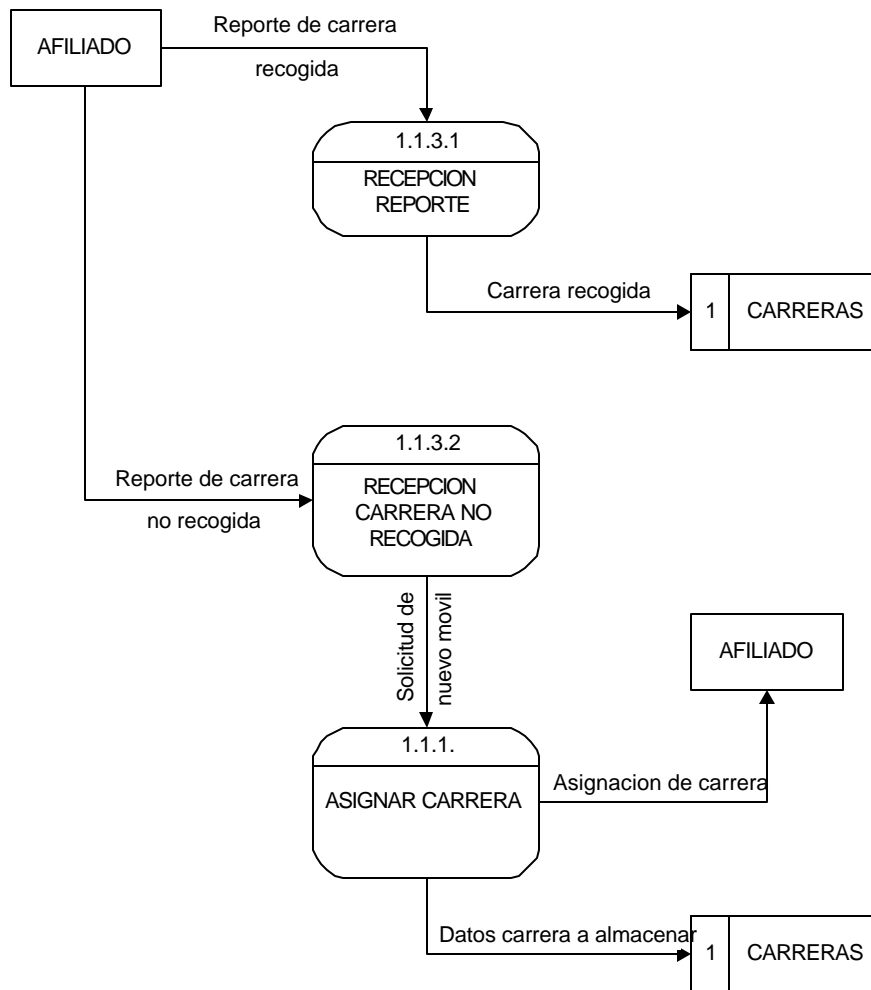 AFILIADO
Reporte de carrera
recogida
1.1.3.1
RECEPCION
REPORTE
Carrera recogida
1
CARRERAS
1.1.3.2
RECEPCION
CARRERA NO
RECOGIDA
Reporte de carrera
no recogida
Solicitud de
nuevo movil
AFILIADO
1.1.1.
ASIGNAR CARRERA
Asignacion de carrera
Datos carrera a almacenar
1
CARRERAS